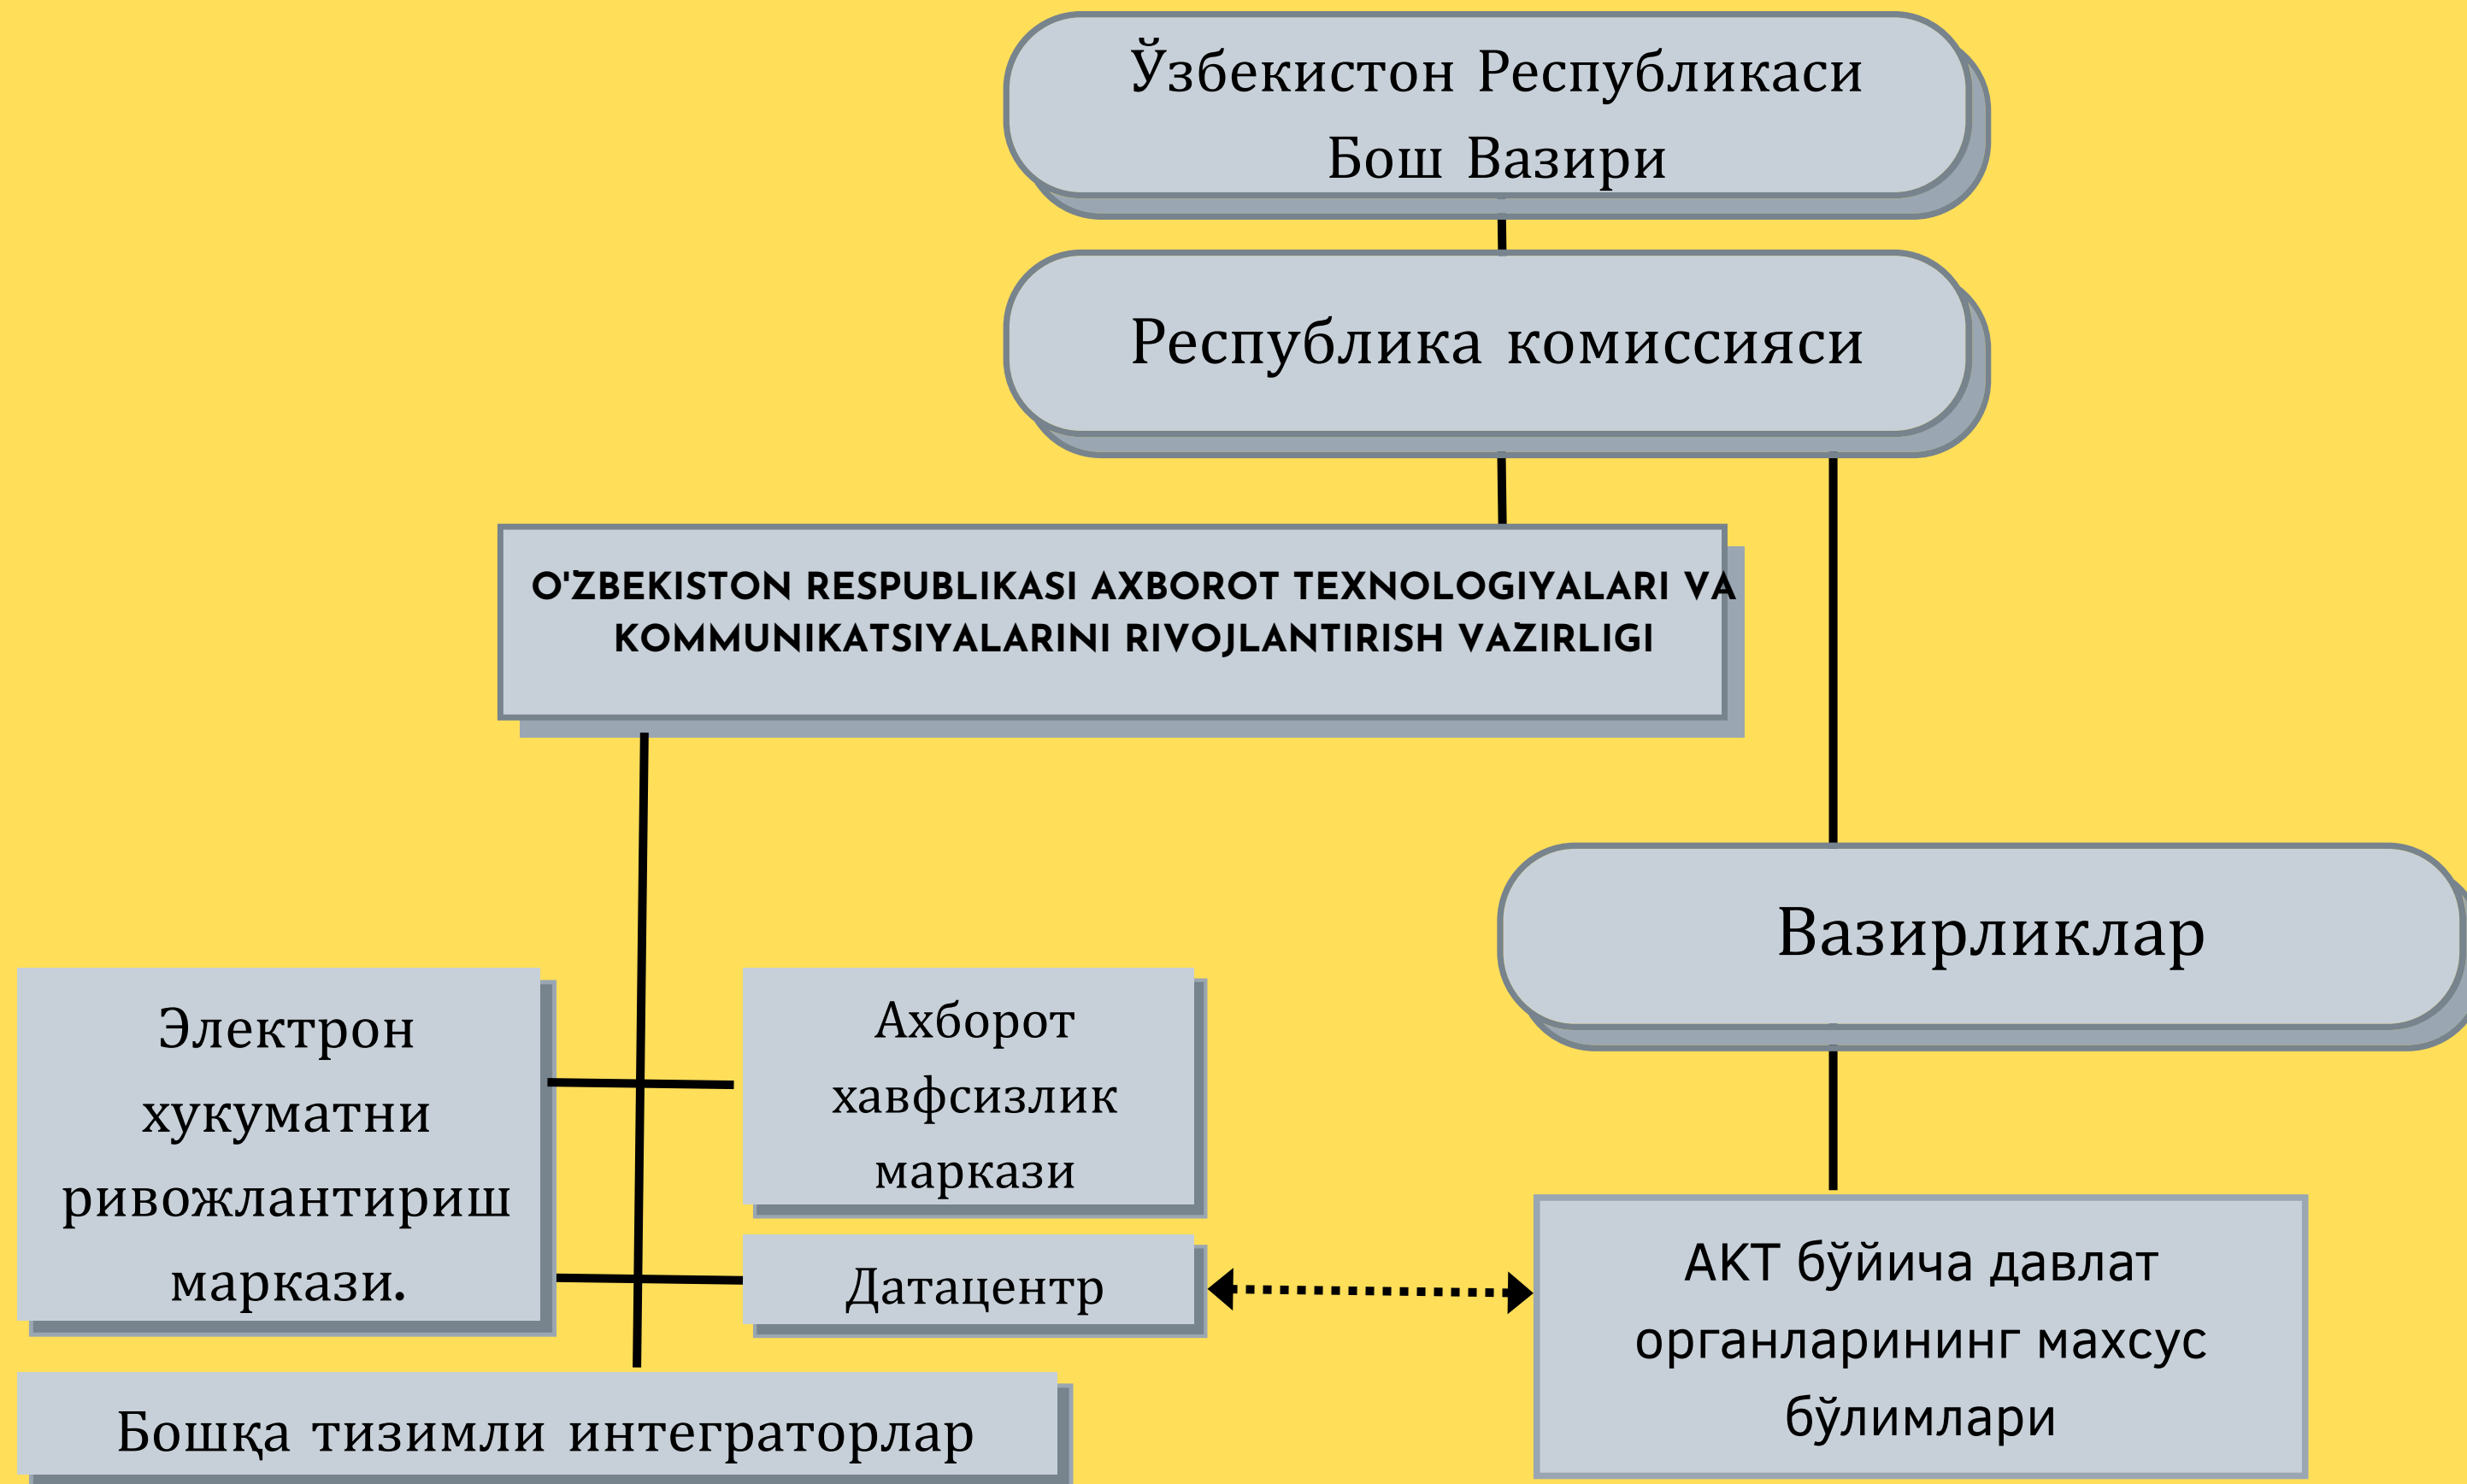 Ўзбекистон Республикаси
Бош Вазири
Республика комиссияси
O'ZBEKISTON RESPUBLIKASI AXBOROT TEXNOLOGIYALARI VA
KOMMUNIKATSIYALARINI RIVOJLANTIRISH VAZIRLIGI
Вазирликлар
Электрон
хукуматни
ривожлантириш
маркази.
Ахборот
хавфсизлик
маркази
Датацентр
АКТ бўйича давлат
органларининг махсус
бўлимлари
Бошқа тизимли интеграторлар